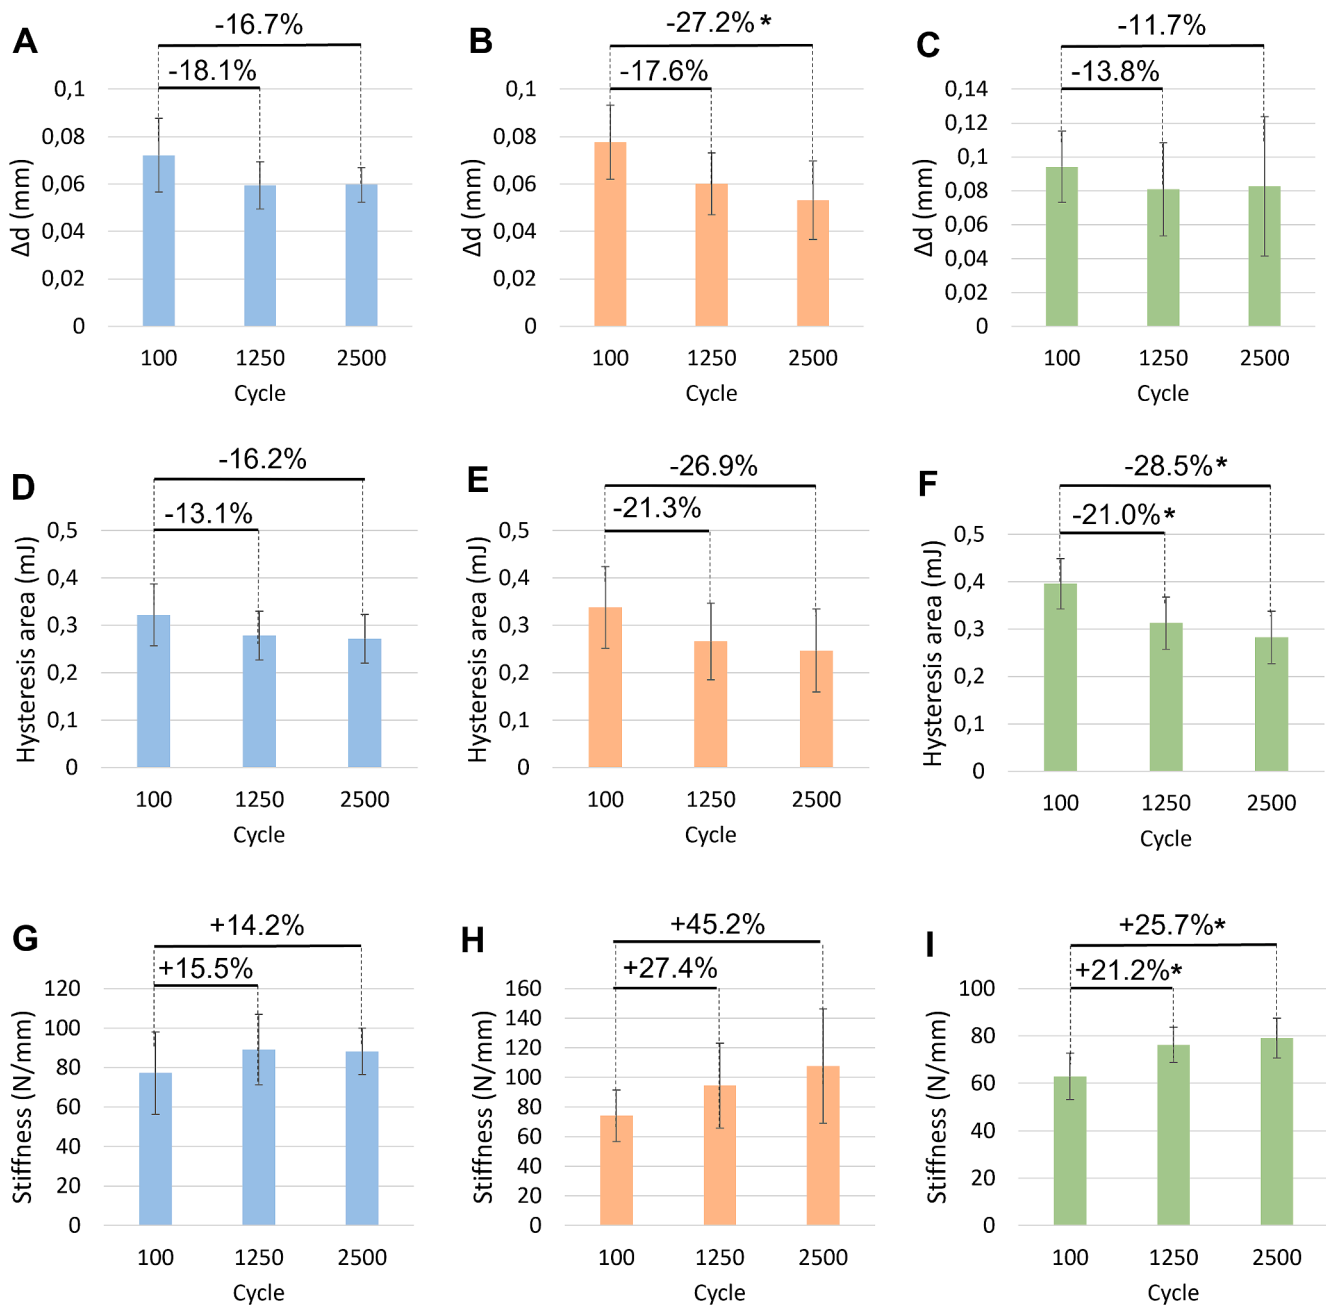 A
-16.7%
-18.1%
0,1
0,08
0,06
0,04
0,02
0
Δd (mm)
100 1250 2500
Cycle
B
-27.2% *
-17.6%
0,1
0,08
0,06
0,04
0,02
0
Δd (mm)
100 1250 2500
Cycle
C
-11.7%
-13.8%
0,14
0,12
0,1
0,08
0,06
0,04
0,02
0
Δd (mm)
100 1250 2500
Cycle
D
-16.2%
-13.1%
0,5
0,4
0,3
0,2
0,1
0
Hysteresis area (mJ)
100 1250 2500
Cycle
E
-26.9%
-21.3%
0,5
0,4
0,3
0,2
0,1
0
Hysteresis area (mJ)
100 1250 2500
Cycle
F
-28.5%*
-21.0%*
0,5
0,4
0,3
0,2
0,1
0
Hysteresis area (mJ)
100 1250 2500
Cycle
G
+14.2%
+15.5%
120
100
80
60
40
20
0
Stiffness (N/mm)
100 1250 2500
Cycle
H
+45.2%
+27.4%
160
140
120
100
80
60
40
20
0
Stiffness (N/mm)
100 1250 2500
Cycle
I
+25.7%*
+21.2%*
100
80
60
40
20
0
Stiffness (N/mm)
100 1250 2500
Cycle